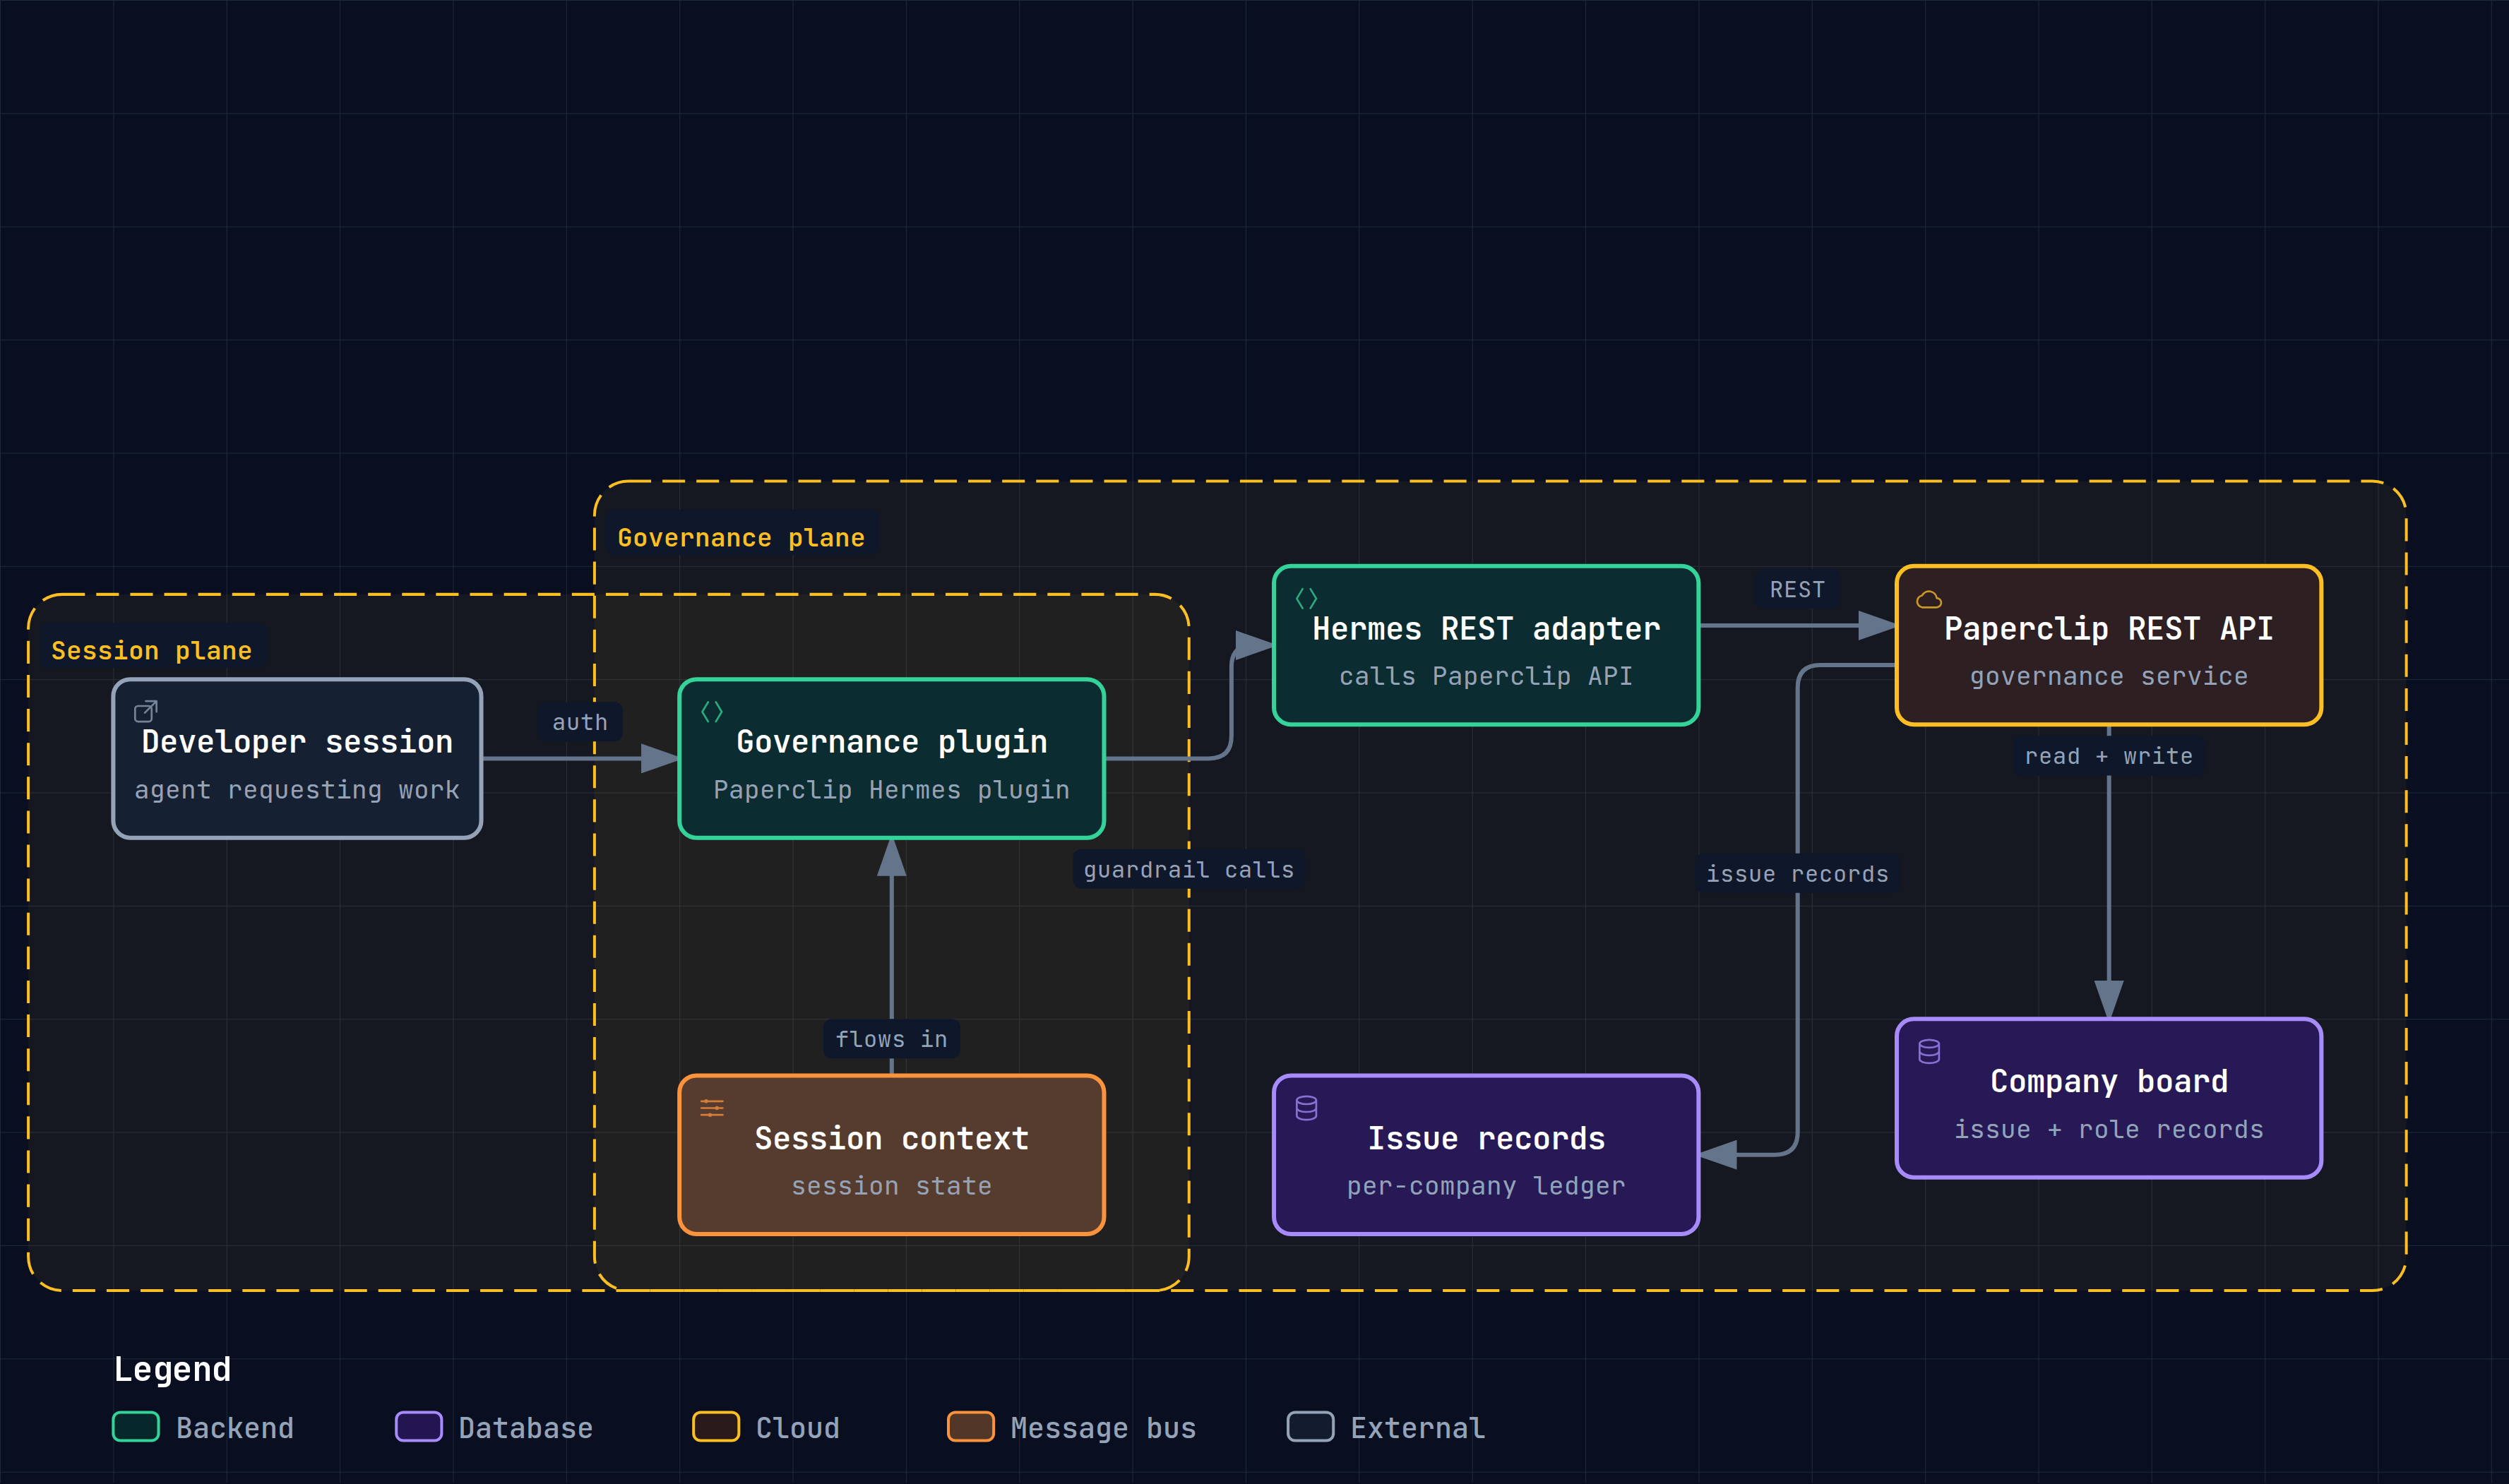 Governance plane
Session plane
Developer session
agent requesting work
auth
Governance plugin
Paperclip Hermes plugin
guardrail calls
Hermes REST adapter
calls Paperclip API
REST
Paperclip REST API
governance service
read + write
issue records
flows in
Session context
session state
Issue records
per-company ledger
Company board
issue + role records
Legend
Backend
Database
Cloud
Message bus
External